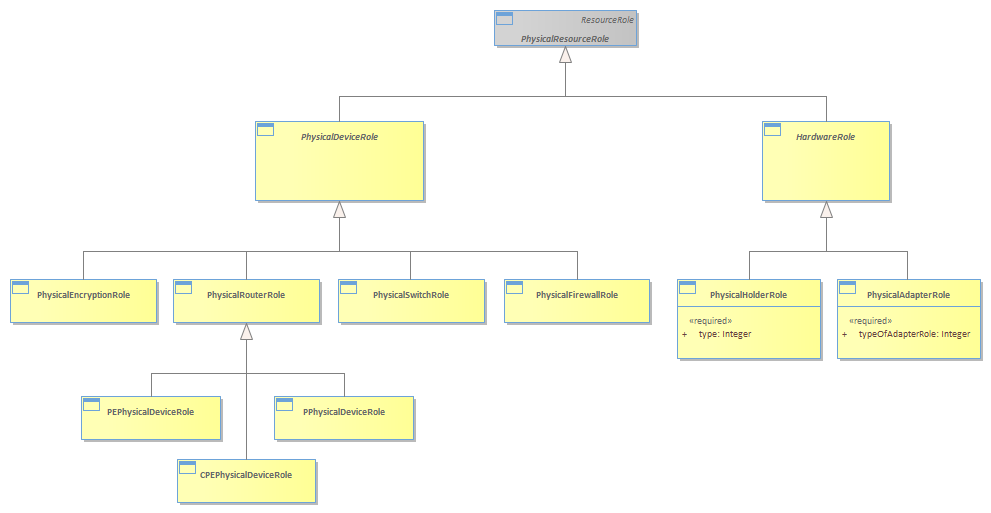 ResourceRole
PhysicalResourceRole
PhysicalDeviceRole
HardwareRole
PhysicalEncryptionRole
PhysicalRouterRole
PhysicalSwitchRole
PhysicalFirewallRole
PhysicalHolderRole
«required»
+ type: Integer
PhysicalAdapterRole
«required»
+ typeOfAdapterRole: Integer
PEPhysicalDeviceRole
PPhysicalDeviceRole
CPEPhysicalDeviceRole